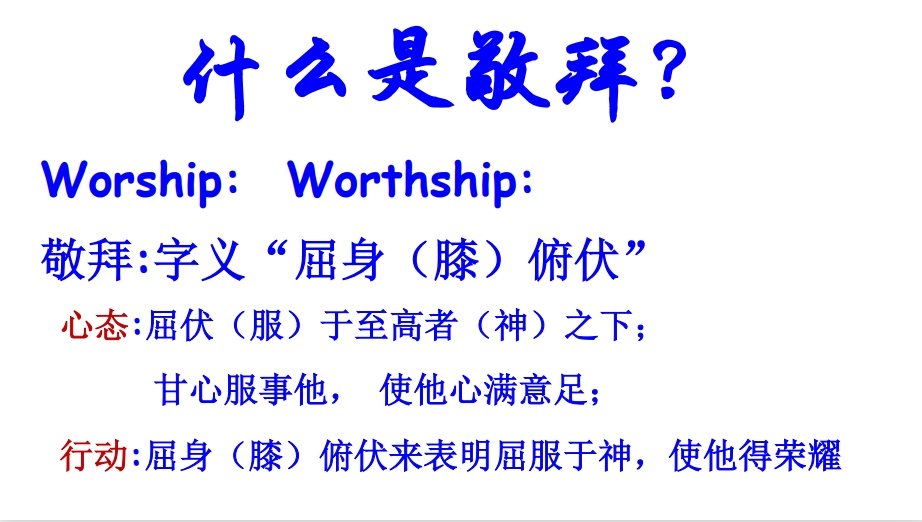 什么是敬拜？
Worship: Worthship:
敬拜:字义“屈身（膝）俯伏”
心态:屈伏（服）于至高者（神）之下；
甘心服事他， 使他心满意足；
行动:屈身（膝）俯伏来表明屈服于神，使他得荣耀